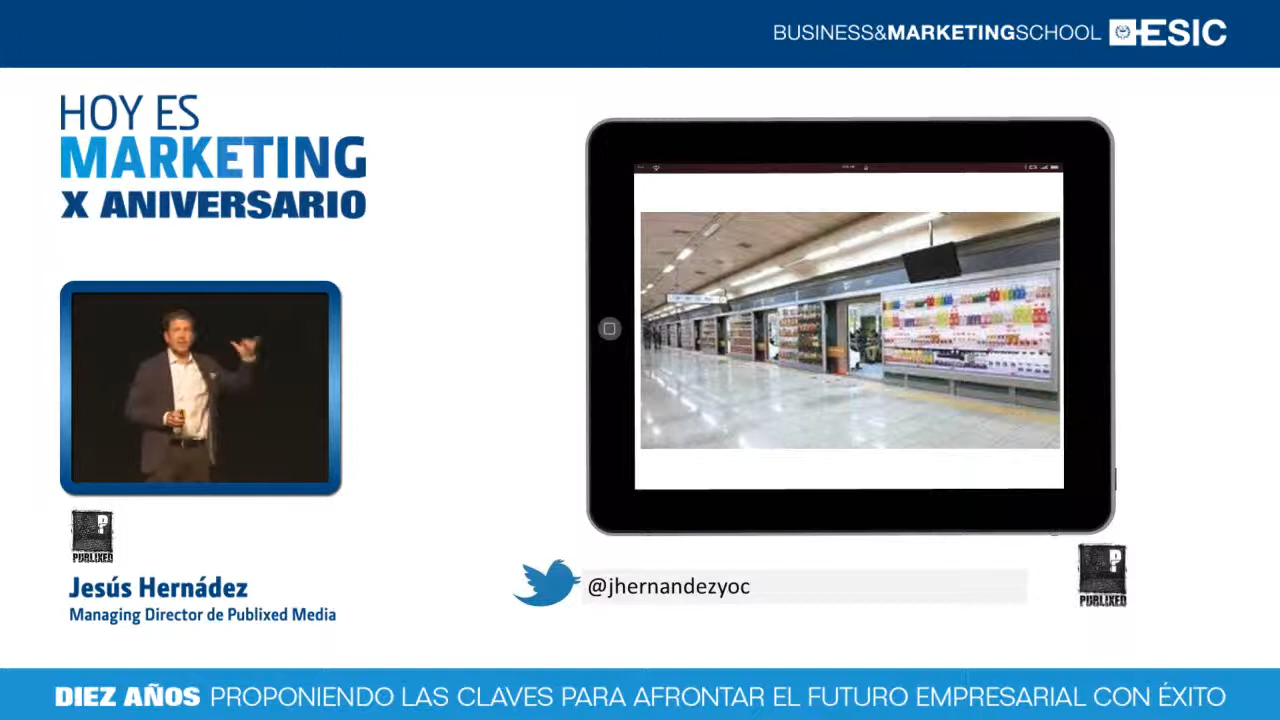 BUSINESS&MARKETINGSCHOOL ESIC
HOY ES
MARKETING
X ANIVERSARIO
PUBLIXED
Jesús Hernádez
Managing Director de Publixed Media
@jhernandezyoc
PUBLIXED
DIEZ AÑOS PROPONIENDO LAS CLAVES PARA AFRONTAR EL FUTURO EMPRESARIAL CON ÉXITO